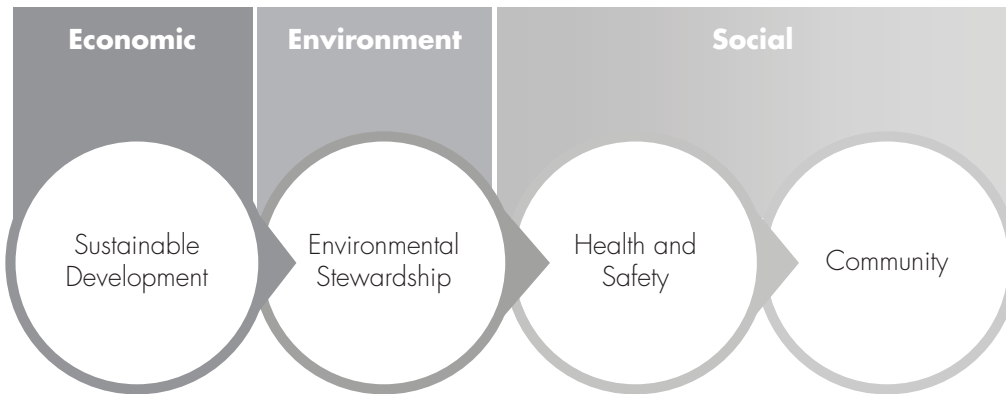 Economic
Environment
Social
Sustainable
Development
Environmental
Stewardship
Health and
Safety
Community